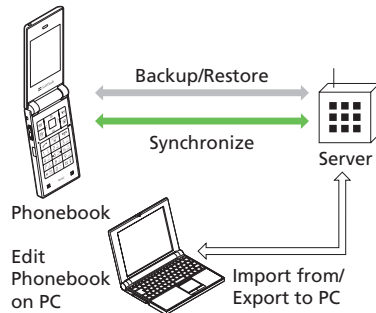 Backup/Restore
Synchronize
Server
Phonebook
Edit
Phonebook
on PC
Import from/
Export to PC